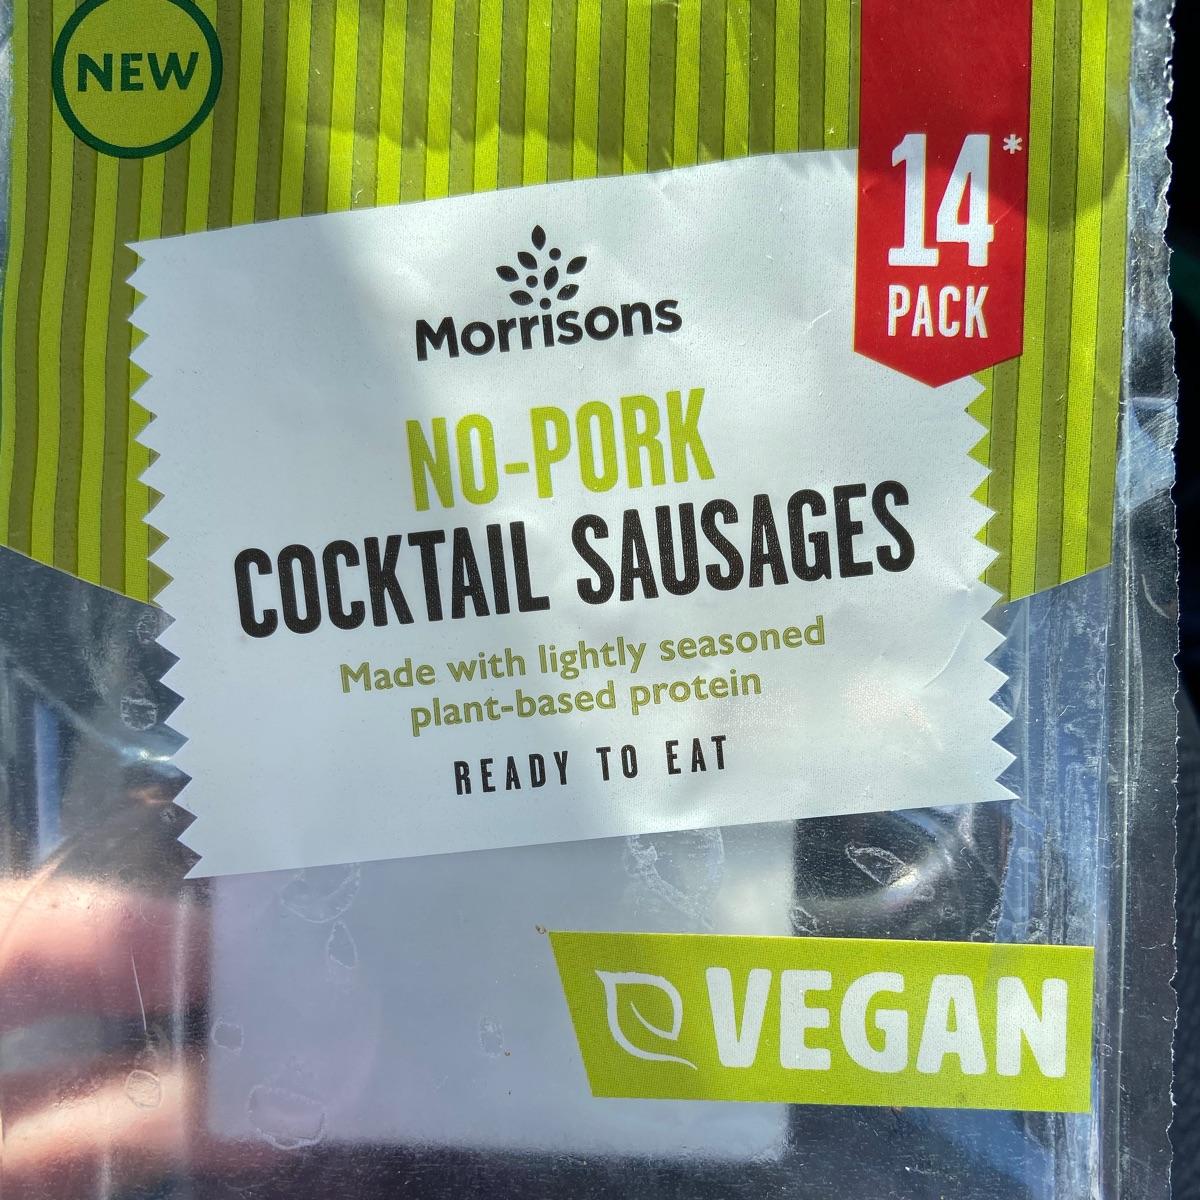 NEW
14*
PACK
Morrisons
NO-PORK
COCKTAIL SAUSAGES
Made with lightly seasoned
plant-based protein
READY TO EAT
VEGAN